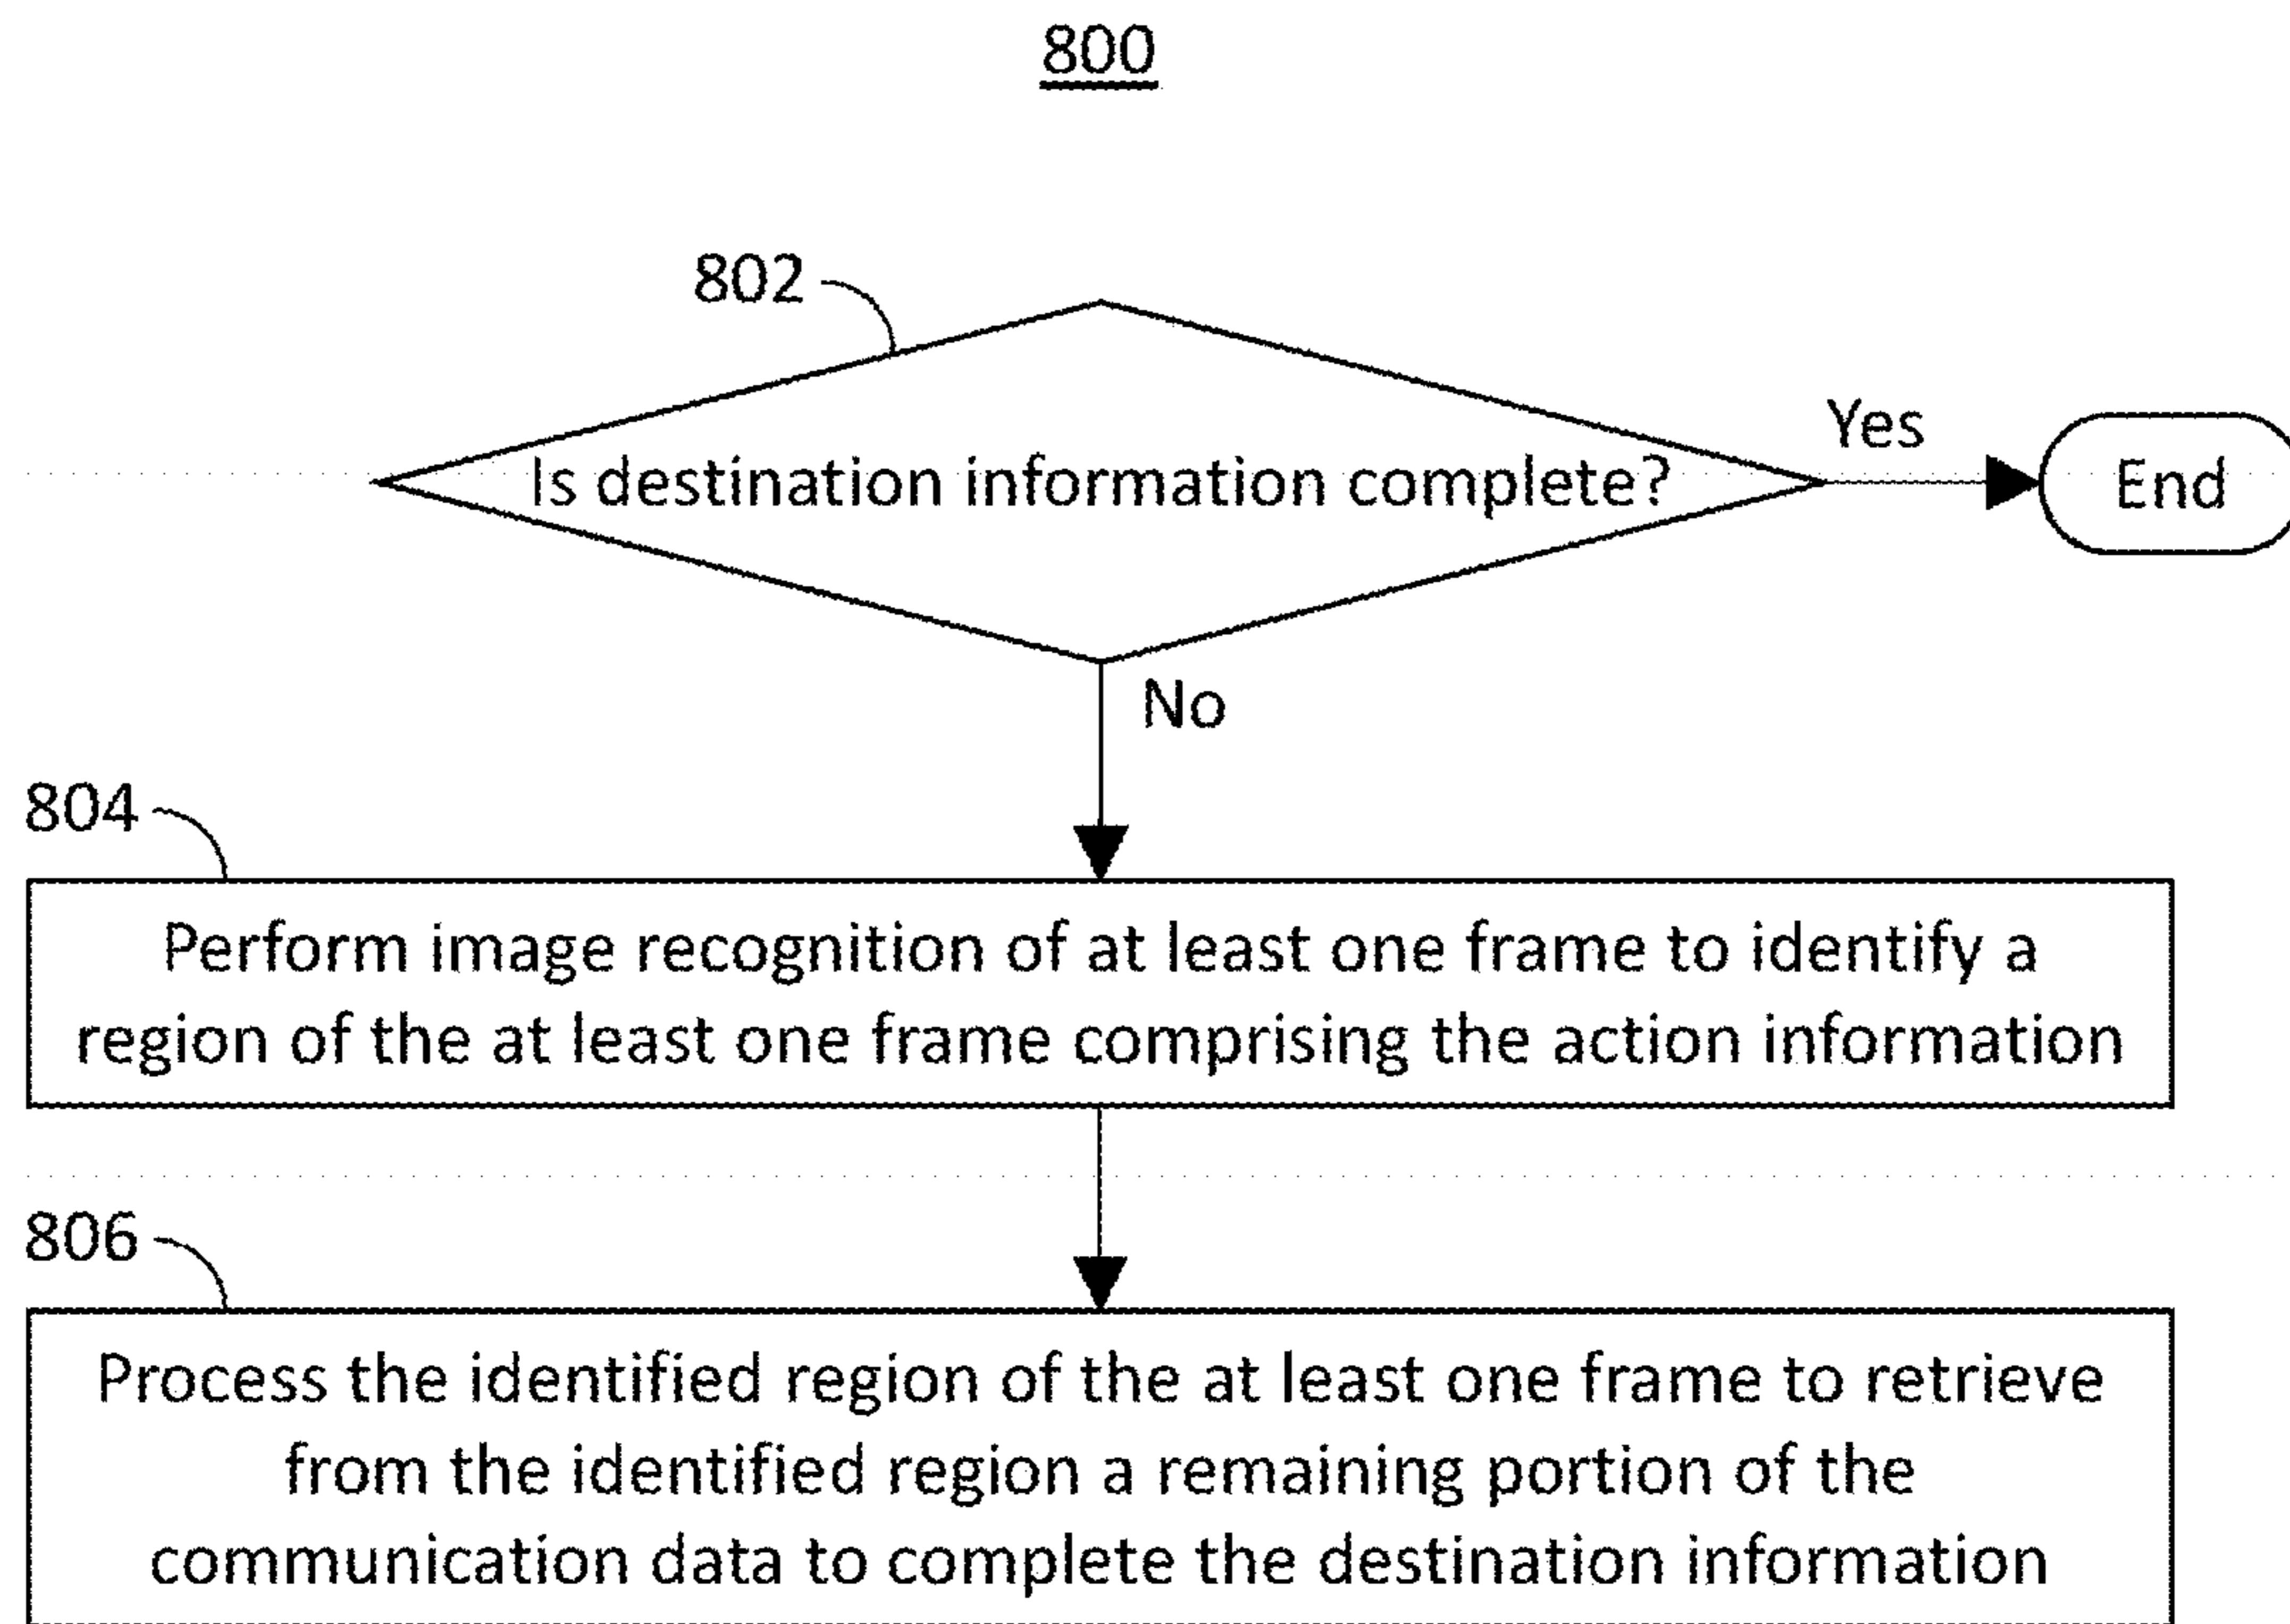 800
802
Yes
Is destination information complete?
End
No
804
Perform image recognition of at least one frame to identify a
region of the at least one frame comprising the action information
806
Process the identified region of the at least one frame to retrieve
from the identified region a remaining portion of the
communication data to complete the destination information